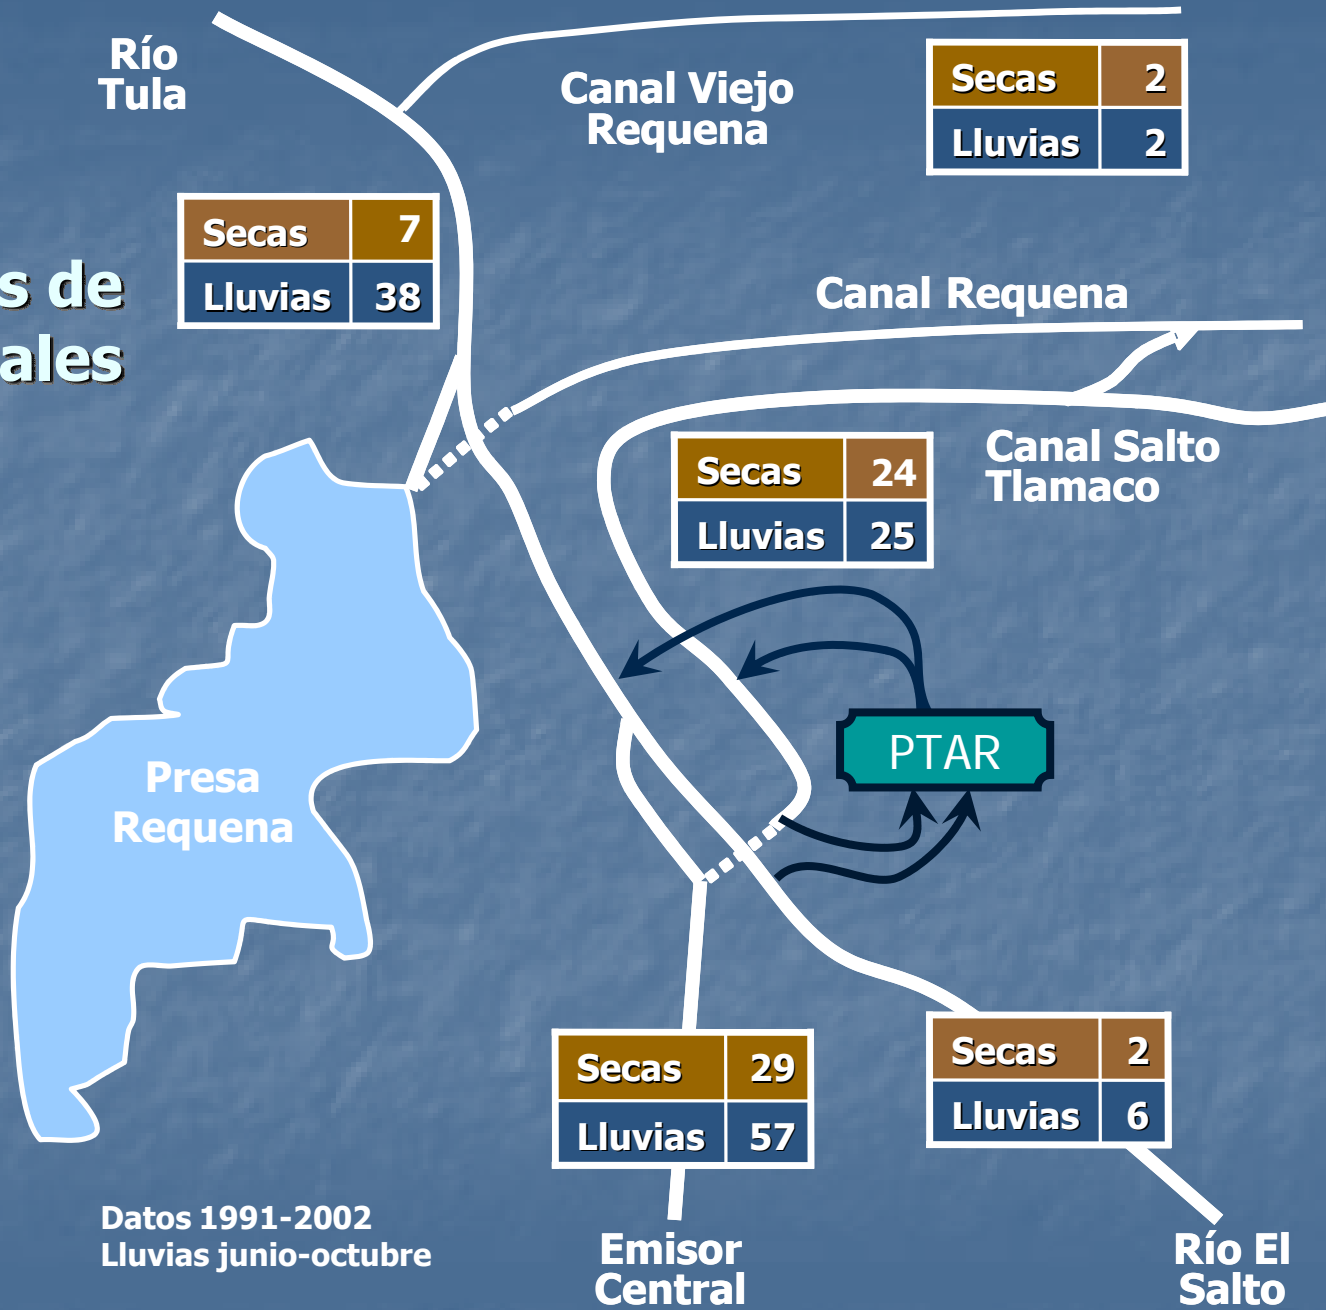 Río
Tula
Canal Viejo
Requena
Secas 2
Lluvias 2
Secas 7
Lluvias 38
s de
ales
Canal Requena
Canal Salto
Tlamaco
Secas 24
Lluvias 25
PTAR
Presa
Requena
Secas 29
Lluvias 57
Secas 2
Lluvias 6
Datos 1991-2002
Lluvias junio-octubre
Emisor
Central
Río El
Salto